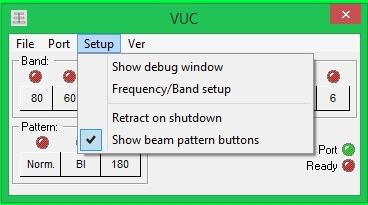 VUC
File Port Setup Ver
Band:
Show debug window
Frequency/Band setup
80 60 6
Retract on shutdown
Pattern:
Show beam pattern buttons
Port
Norm. BI 180 Ready